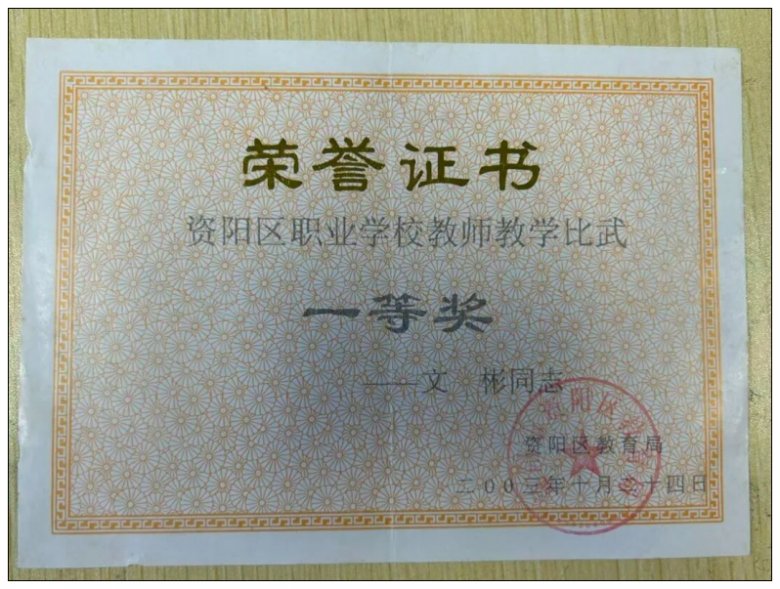 荣誉证书
资阳区职业学校教师教学比武
一等奖
——文 彬同志
资阳区教育局
二00三年十月二十四日